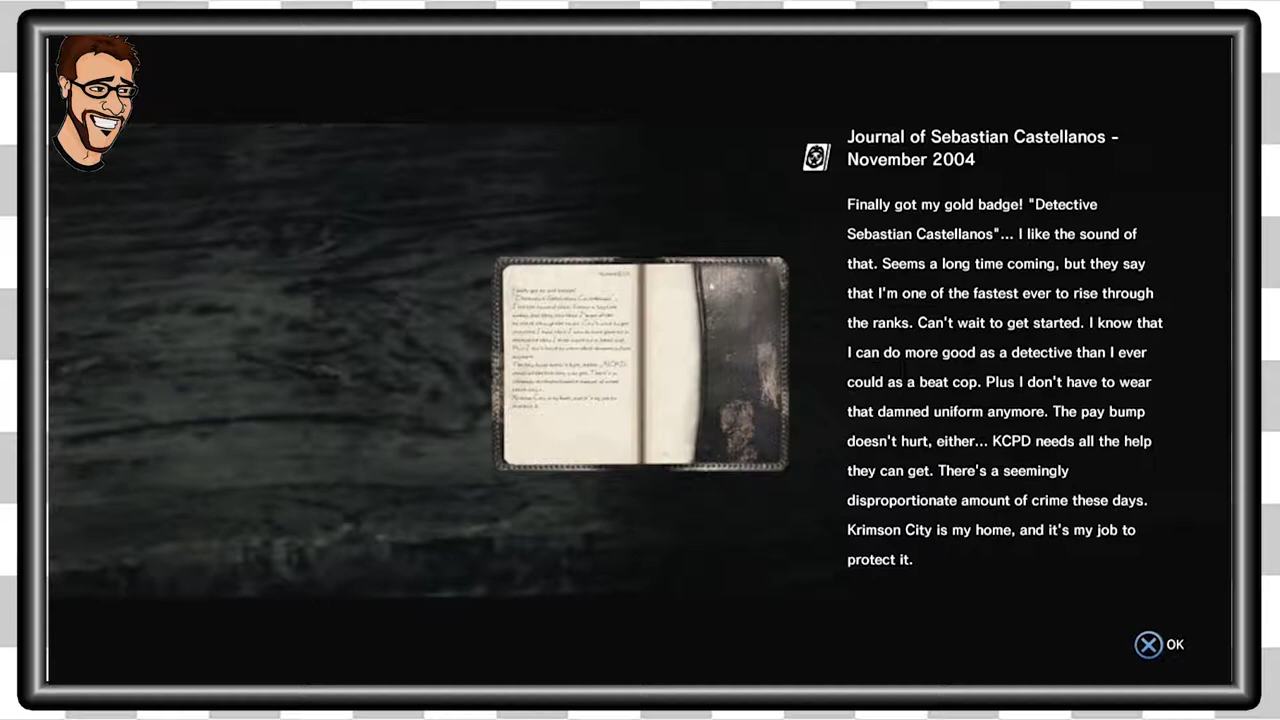 Journal of Sebastian Castellanos -
November 2004
Finally got my gold badge! "Detective
Sebastian Castellanos"... I like the sound of
that. Seems a long time coming, but they say
that I'm one of the fastest ever to rise through
the ranks. Can't wait to get started. I know that
I can do more good as a detective than I ever
could as a beat cop. Plus I don't have to wear
that damned uniform anymore. The pay bump
doesn't hurt, either... KCPD needs all the help
they can get. There's a seemingly
disproportionate amount of crime these days.
Krimson City is my home, and it's my job to
protect it.
OK